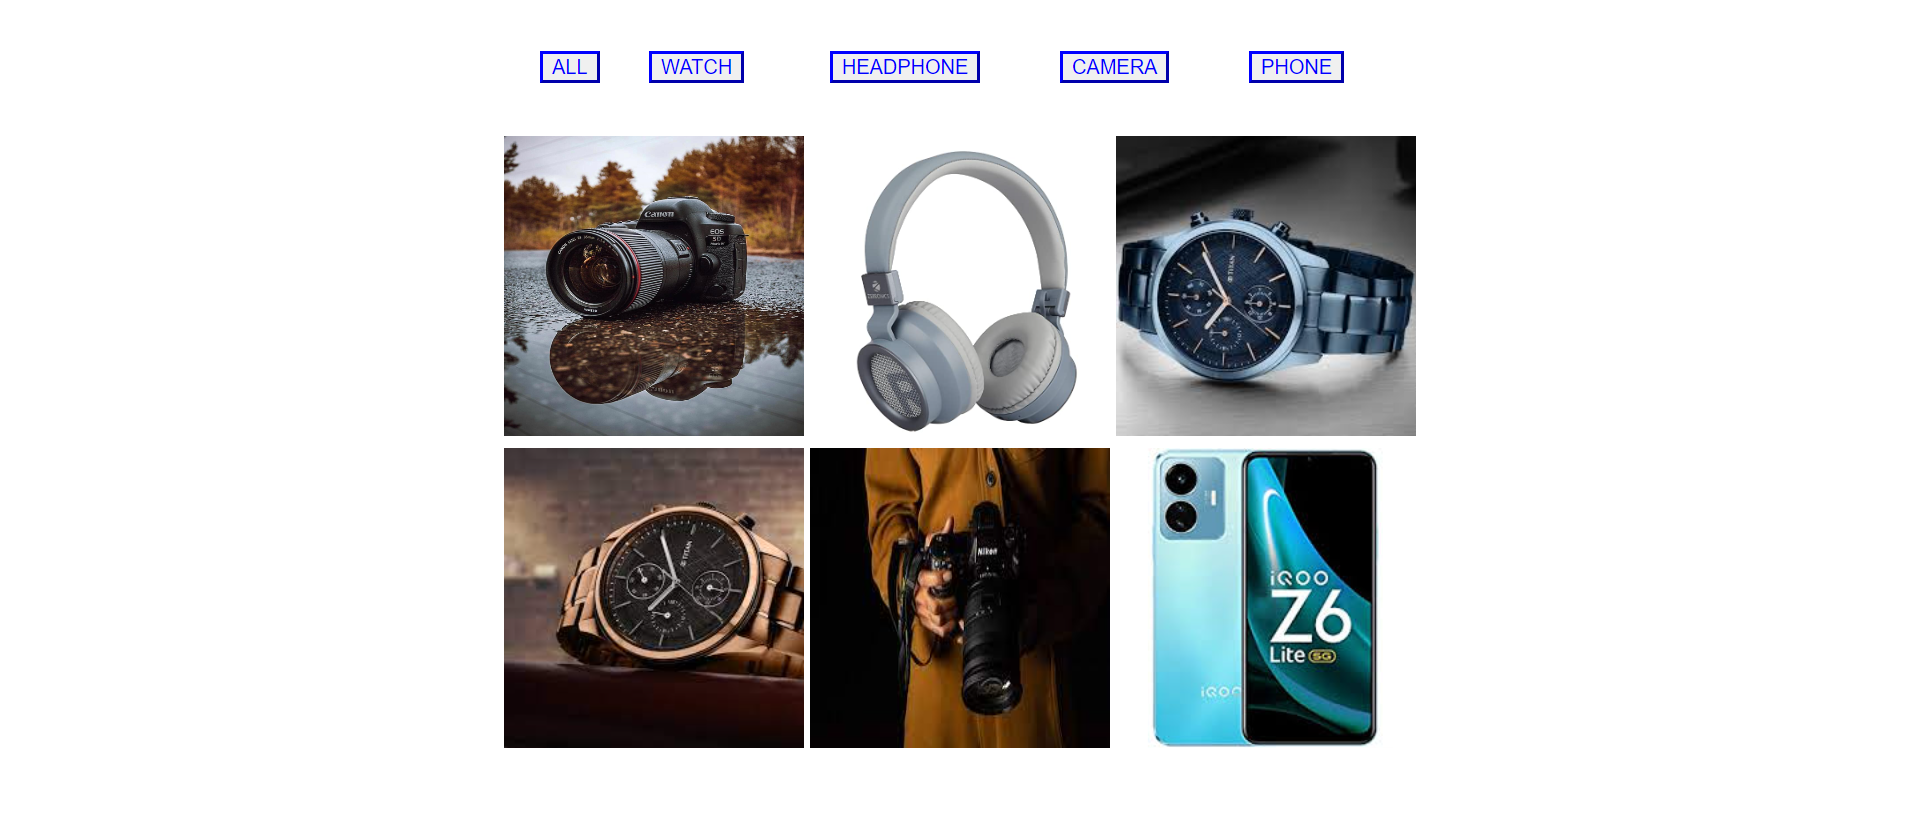 ALL
WATCH
HEADPHONE
CAMERA
PHONE
Canon
EOS
5D
TITAN
TITAN
Nikon
iQOO
Z6
Lite 5G
iQOO